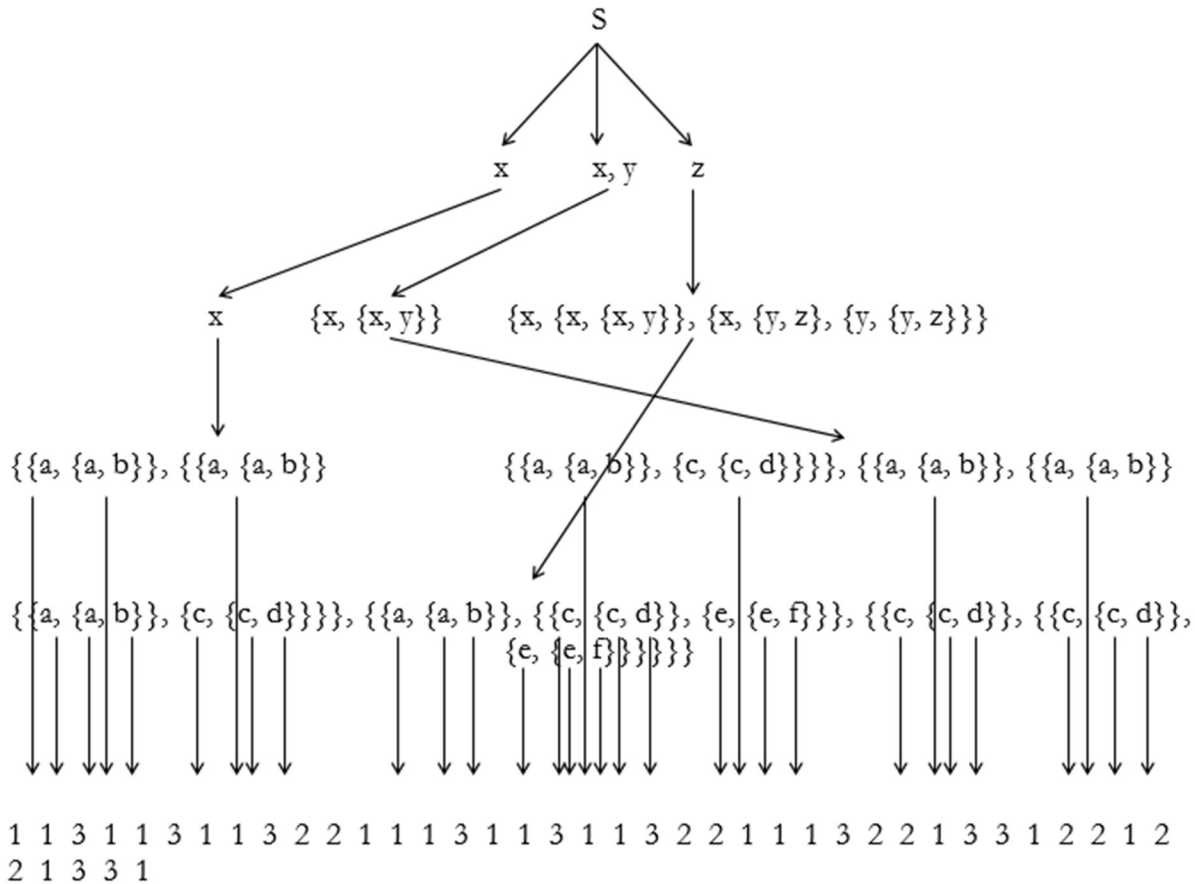 S
x x, y z
x {x, {x, y}} {x, {x, {x, y}}, {x, {y, z}, {y, {y, z}}}
{{a, {a, b}}, {{a, {a, b}} {{a, {a, b}}, {c, {c, d}}}}, {{a, {a, b}}, {{a, {a, b}}
{{a, {a, b}}, {c, {c, d}}}}, {{a, {a, b}}, {{c, {c, d}}, {e, {e, f}}}, {{c, {c, d}}, {{c, {c, d}},
{e, {e, f}}}}}}
1 1 3 1 1 3 1 1 3 2 2 1 1 1 3 1 1 3 1 1 3 2 2 1 1 1 3 2 2 1 3 3 1 2 2 1 2
2 1 3 3 1